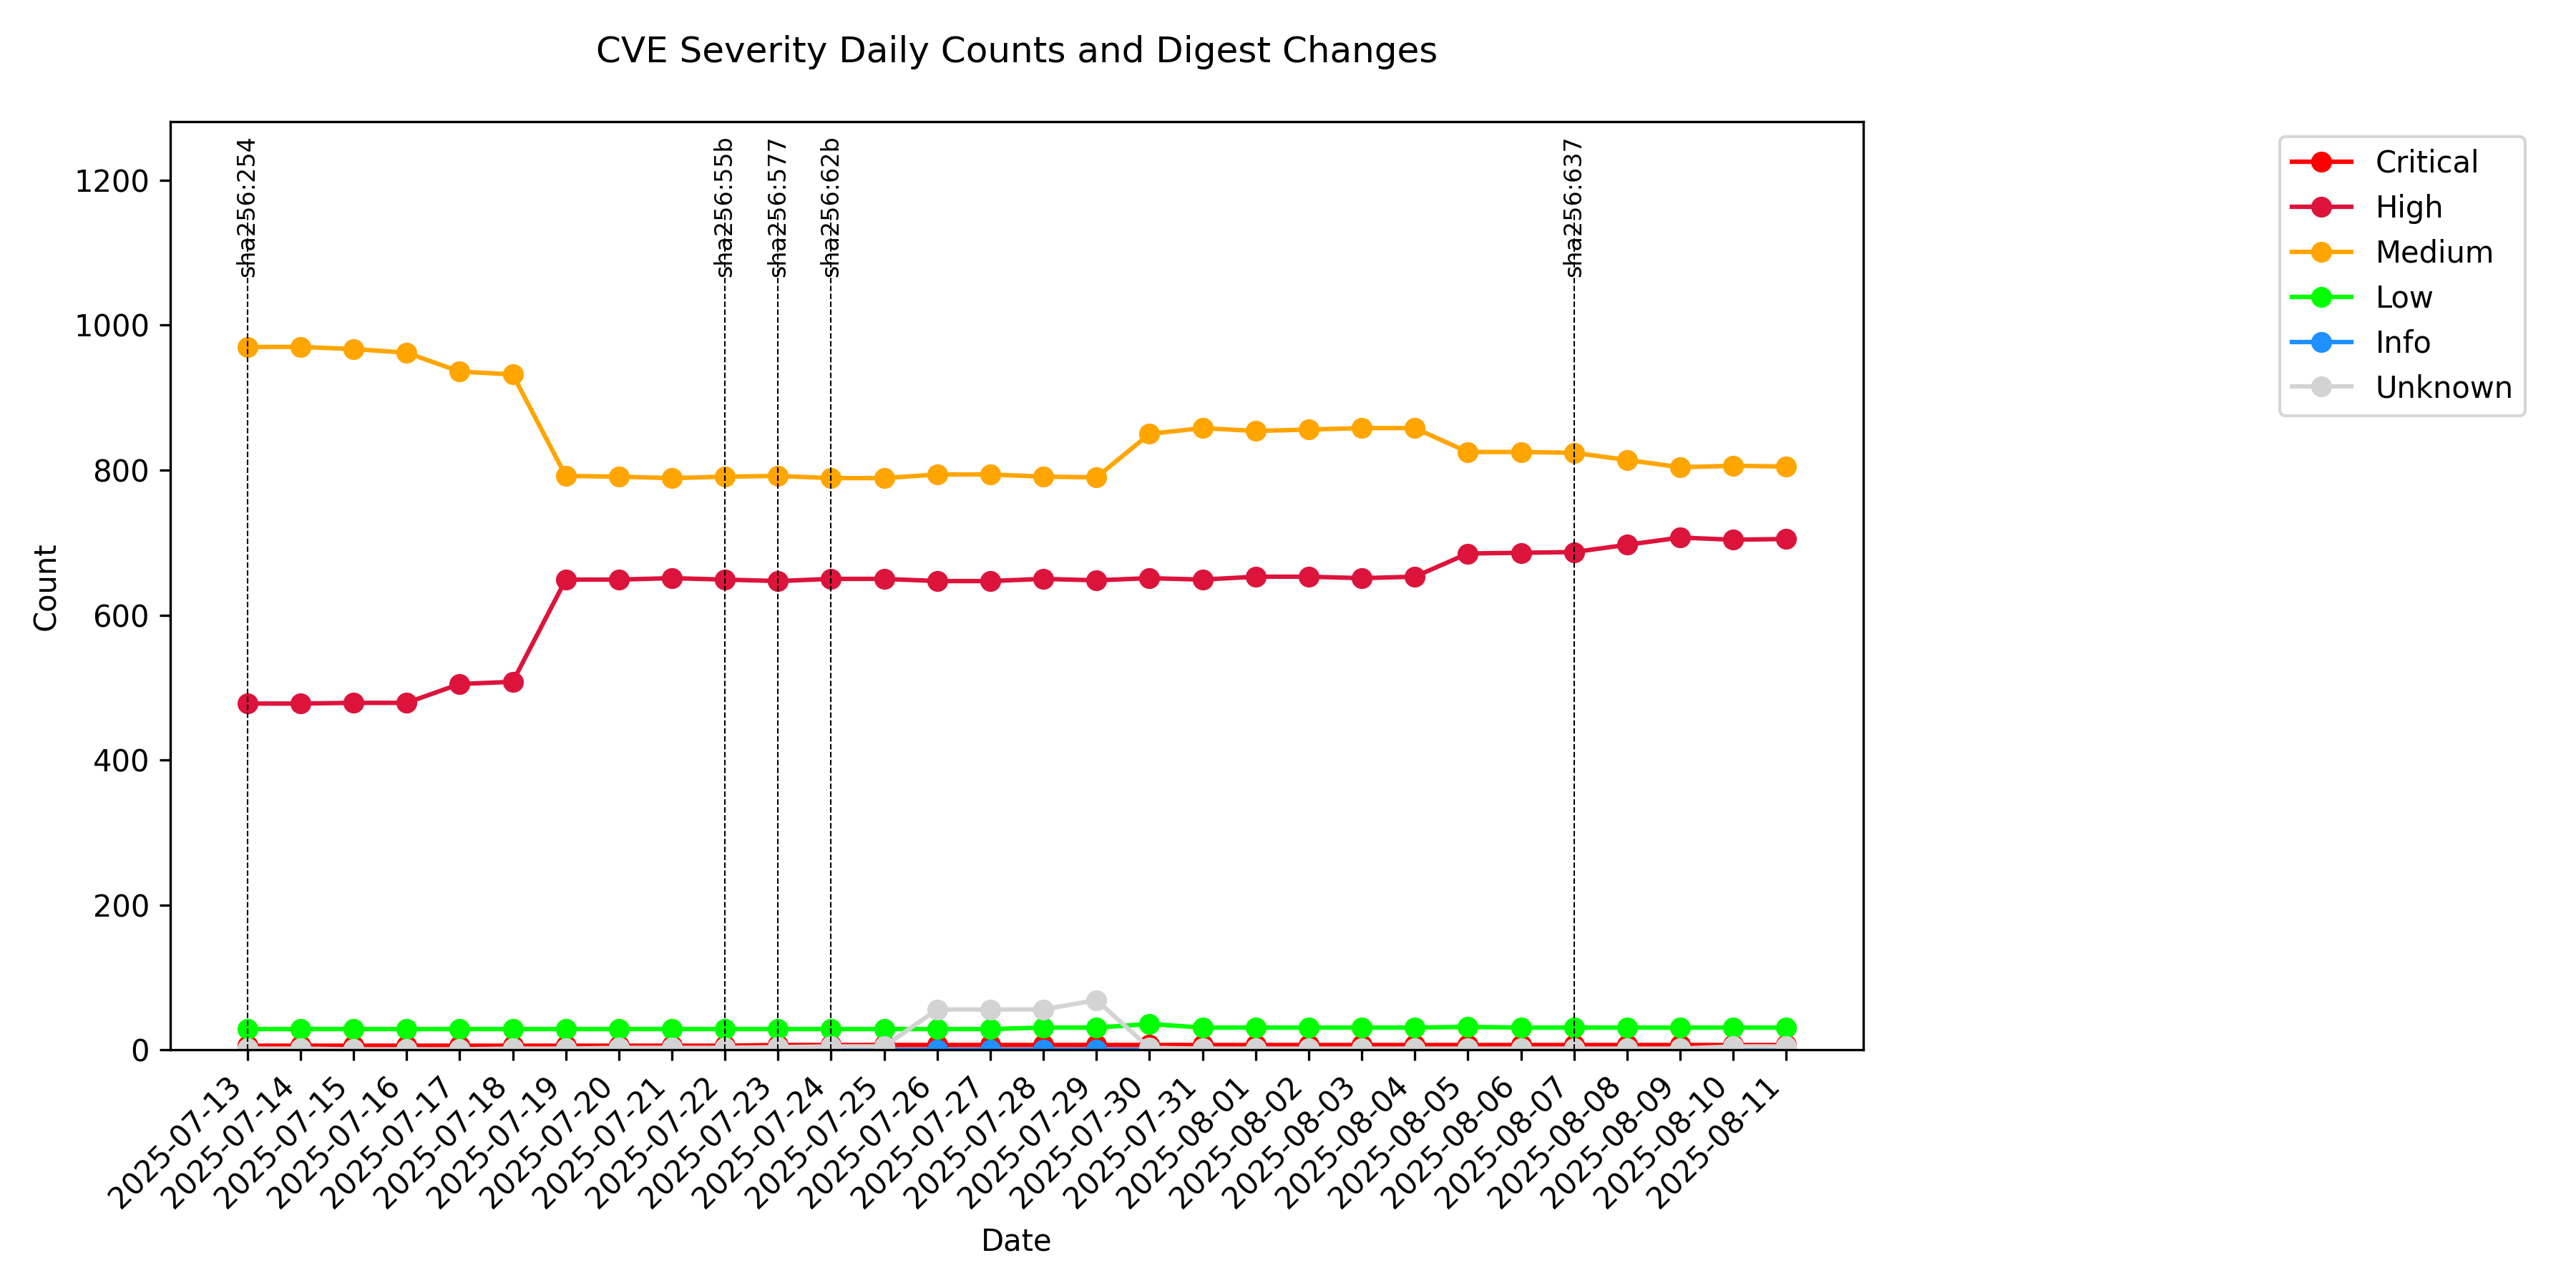 CVE Severity Daily Counts and Digest Changes
sha256:254
sha256:55b
sha256:577
sha256:62b
sha256:637
Critical
High
Medium
Low
Info
Unknown
Count
1200
1000
800
600
400
200
0
2025-07-13
2025-07-14
2025-07-15
2025-07-16
2025-07-17
2025-07-18
2025-07-19
2025-07-20
2025-07-21
2025-07-22
2025-07-23
2025-07-24
2025-07-25
2025-07-26
2025-07-27
2025-07-28
2025-07-29
2025-07-30
2025-07-31
2025-08-01
2025-08-02
2025-08-03
2025-08-04
2025-08-05
2025-08-06
2025-08-07
2025-08-08
2025-08-09
2025-08-10
2025-08-11
Date